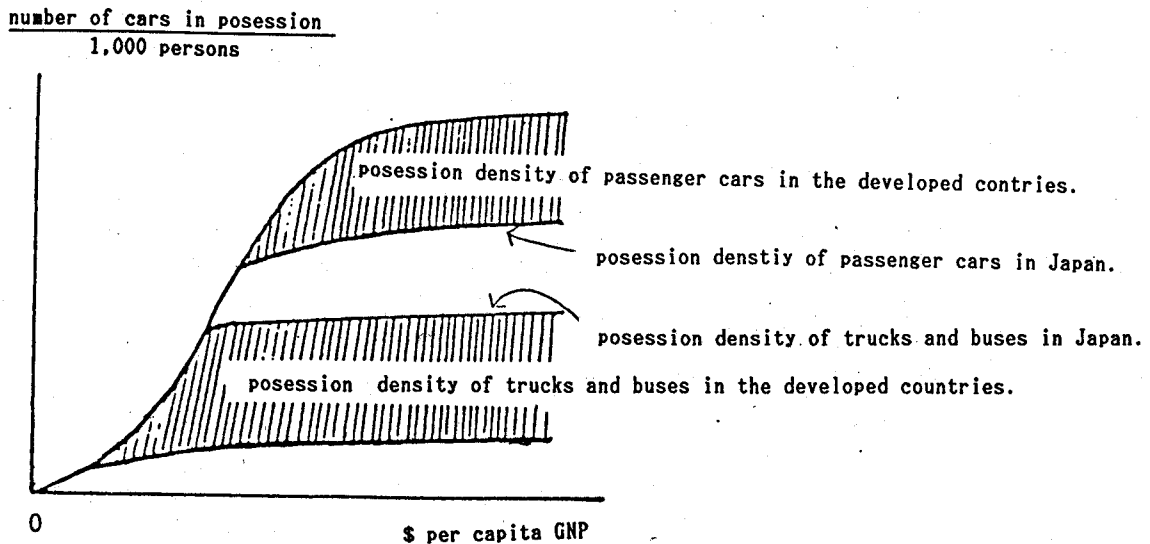 number of cars in posession
1,000 persons
posession density of passenger cars in the developed contries.
posession denstiy of passenger cars in Japan.
posession density of trucks and buses in Japan.
posession density of trucks and buses in the developed countries.
0
$ per capita GNP